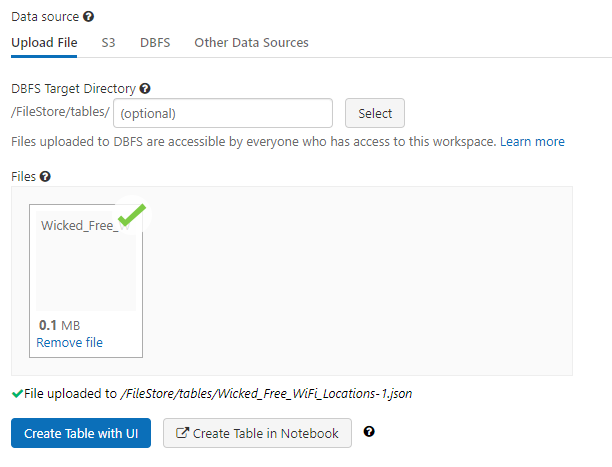 Data source
Upload File S3 DBFS Other Data Sources
DBFS Target Directory
/FileStore/tables/ (optional) Select
Files uploaded to DBFS are accessible by everyone who has access to this workspace. Learn more
Files
Wicked_Free_W
0.1 MB
Remove file
File uploaded to /FileStore/tables/Wicked_Free_WiFi_Locations-1.json
Create Table with UI Create Table in Notebook